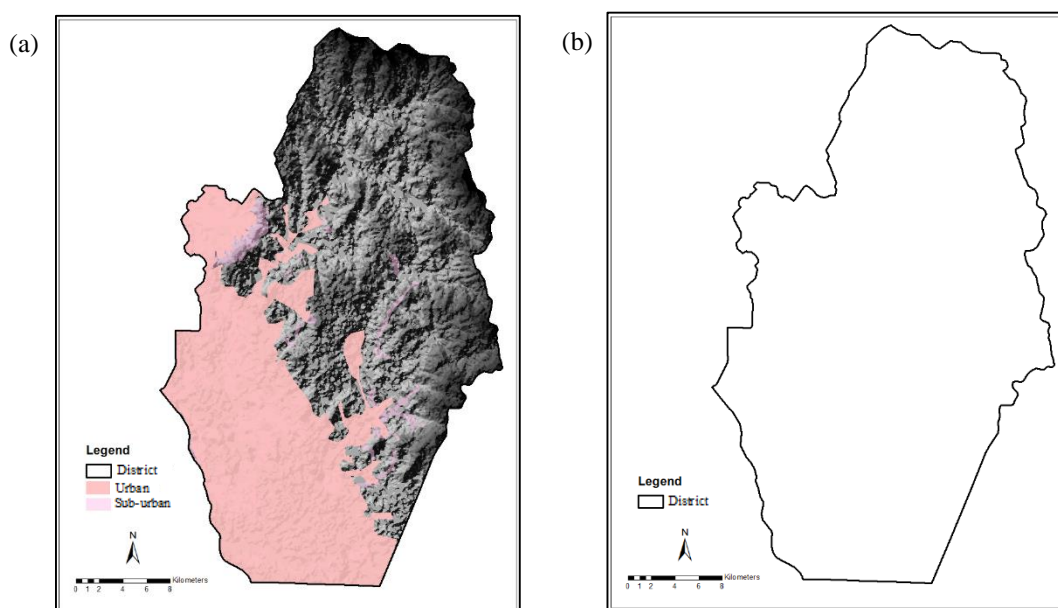 (a)
Legend
District
Urban
Sub-urban
N
0 1 2 4 6 8 Kilometers
(b)
Legend
District
N
0 1 2 4 6 8 Kilometers